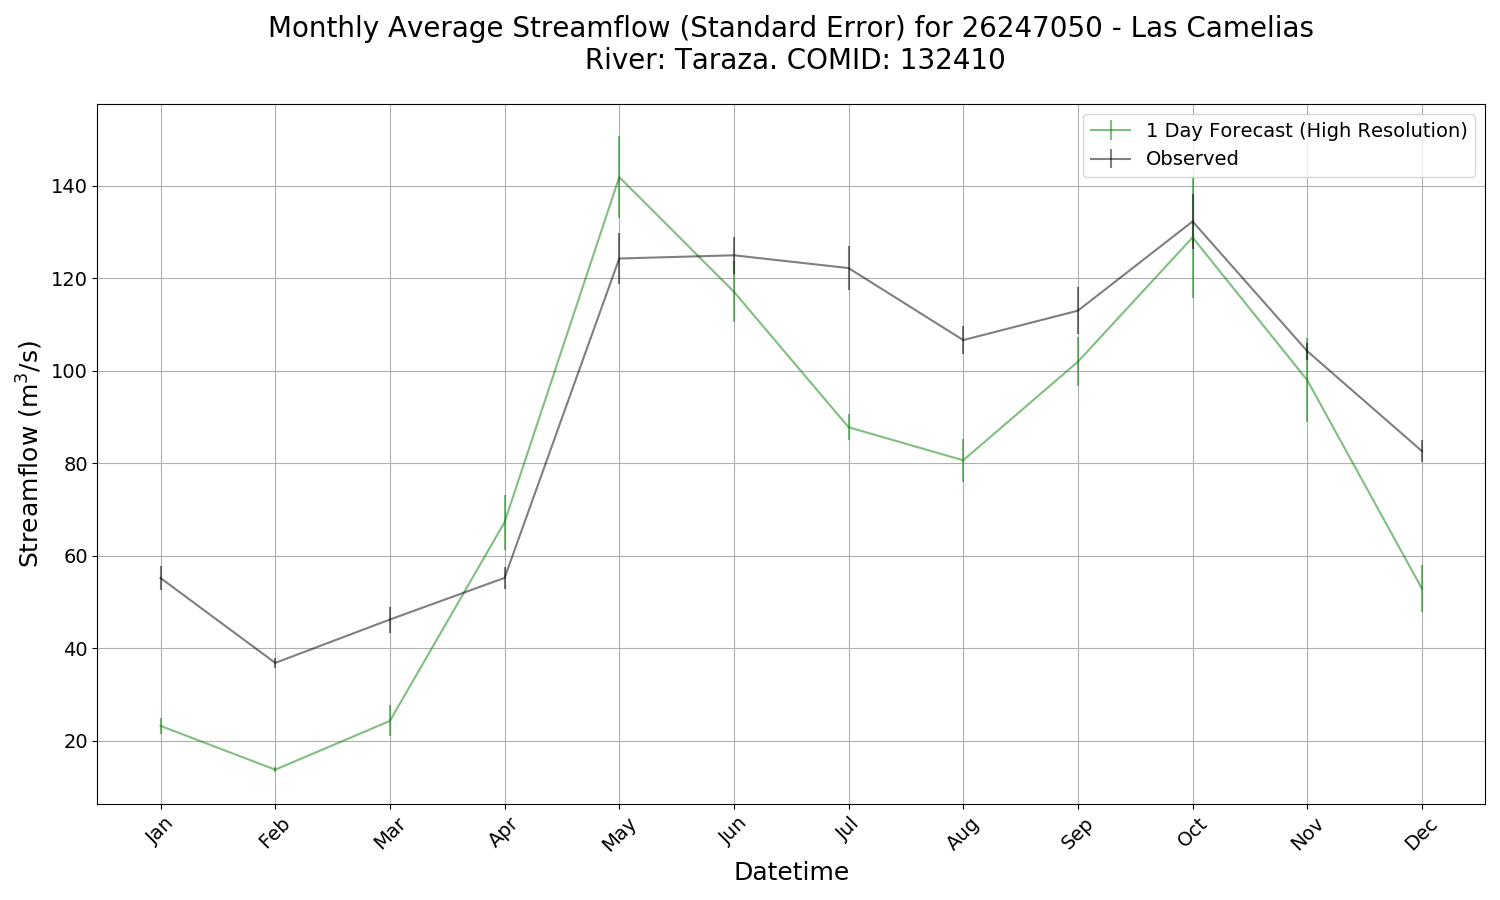 Monthly Average Streamflow (Standard Error) for 26247050 - Las Camelias
River: Taraza. COMID: 132410
1 Day Forecast (High Resolution)
Observed
Streamflow (m³/s)
140
120
100
80
60
40
20
Jan
Feb
Mar
Apr
May
Jun
Jul
Aug
Sep
Oct
Nov
Dec
Datetime